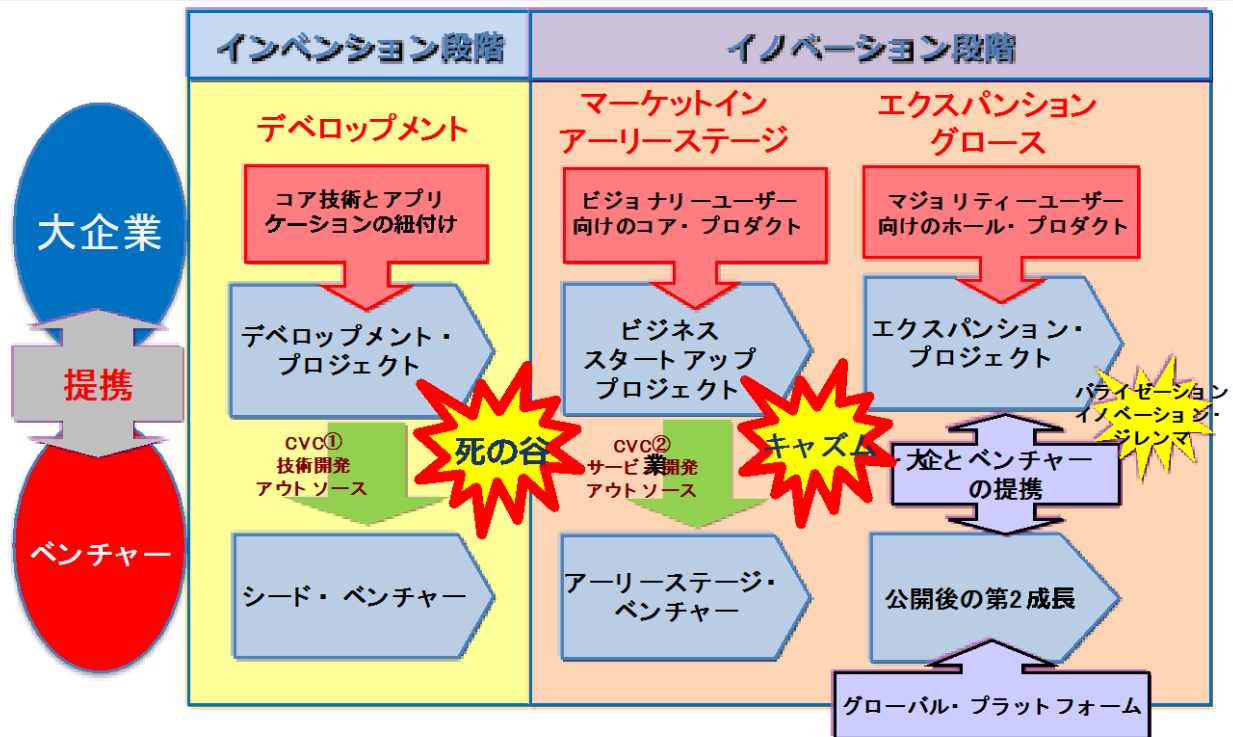 インベンション段階
イノベーション段階
デベロップメント
マーケットイン
アーリーステージ
エクスパンション
グロース
大企業
提携
ベンチャー
コア技術とアプリ
ケーションの紐付け
ビジョナリーユーザー
向けのコア・プロダクト
マジョリティーユーザー
向けのホール・プロダクト
デベロップメント・
プロジェクト
ビジネス
スタートアップ
プロジェクト
エクスパンション・
プロジェクト
死の谷
キャズム
バライゼーション
イノベーション・
ジレンマ
CVC①
技術開発
アウトソース
CVC②
サービス業開発
アウトソース
大企とベンチャー
の提携
シード・ベンチャー
アーリーステージ・
ベンチャー
公開後の第2成長
グローバル・プラットフォーム